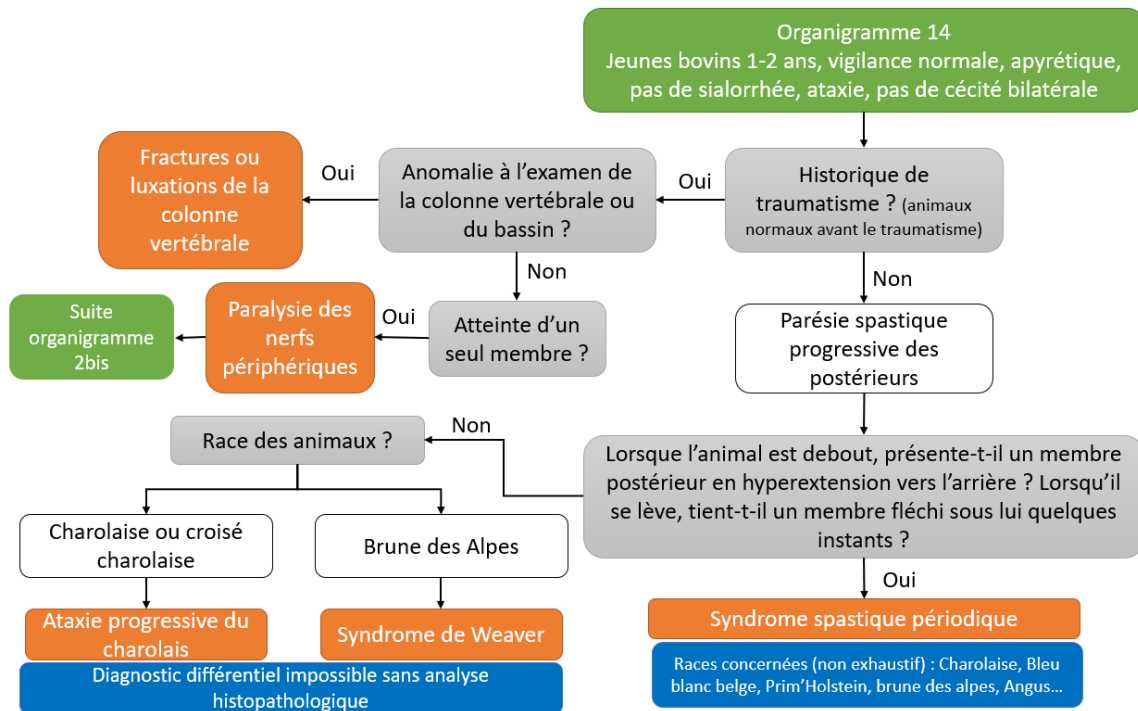 Organigramme 14
Jeunes bovins 1-2 ans, vigilance normale, apyrétique,
pas de sialorrhée, ataxie, pas de cécité bilatérale
Historique de
traumatisme ? (animaux
normaux avant le traumatisme)
Oui
Anomalie à l'examen de
la colonne vertébrale ou
du bassin ?
Oui
Fractures ou
luxations de la
colonne
vertébrale
Non
Atteinte d'un
seul membre ?
Oui
Paralysie des
nerfs
périphériques
Suite
organigramme
2bis
Non
Parésie spastique
progressive des
postérieurs
Lorsque l'animal est debout, présente-t-il un membre
postérieur en hyperextension vers l'arrière ? Lorsqu'il
se lève, tient-t-il un membre fléchi sous lui quelques
instants ?
Non
Race des animaux ?
Charolaise ou croisé
charolaise
Brune des Alpes
Ataxie progressive du
charolais
Syndrome de Weaver
Diagnostic différentiel impossible sans analyse
histopathologique
Oui
Syndrome spastique périodique
Races concernées (non exhaustif) : Charolaise, Bleu
blanc belge, Prim'Holstein, brune des alpes, Angus…